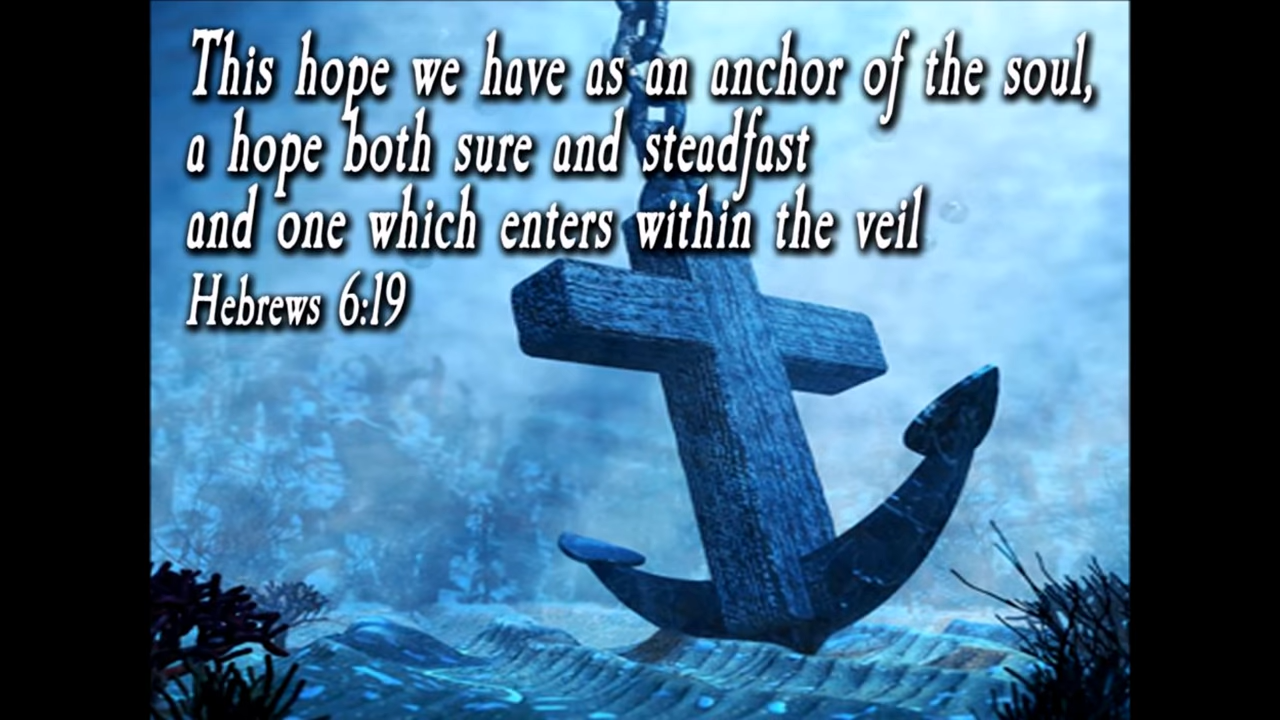 This hope we have as an anchor of the soul,
a hope both sure and steadfast
and one which enters within the veil
Hebrews 6:19